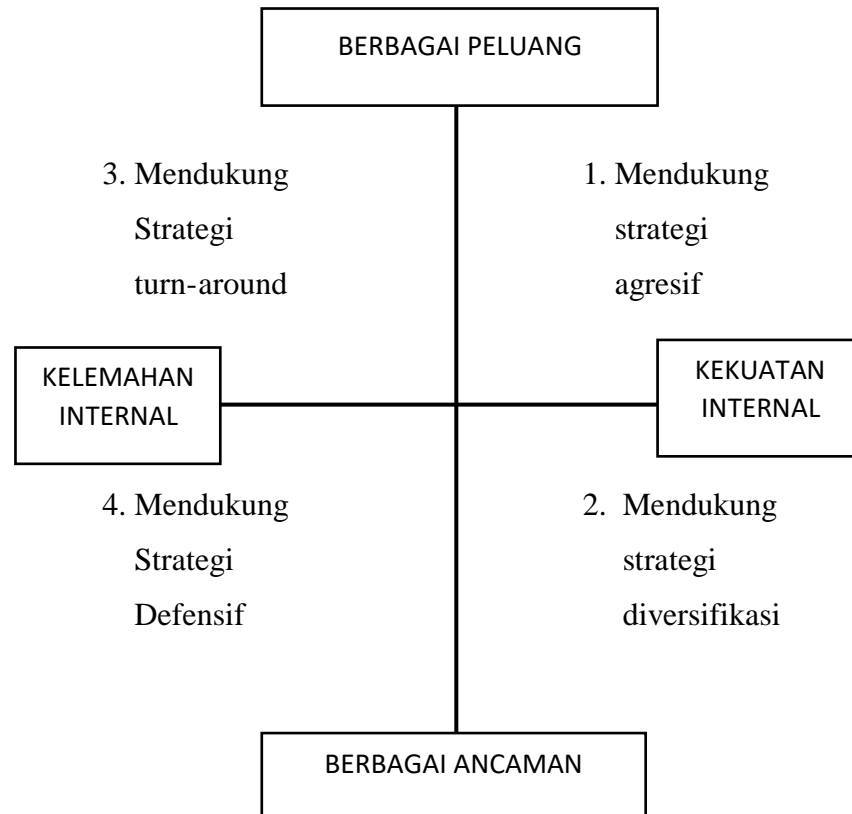 BERBAGAI PELUANG
3. Mendukung
Strategi
turn-around
1. Mendukung
strategi
agresif
KELEMAHAN
INTERNAL
KEKUATAN
INTERNAL
4. Mendukung
Strategi
Defensif
2. Mendukung
strategi
diversifikasi
BERBAGAI ANCAMAN